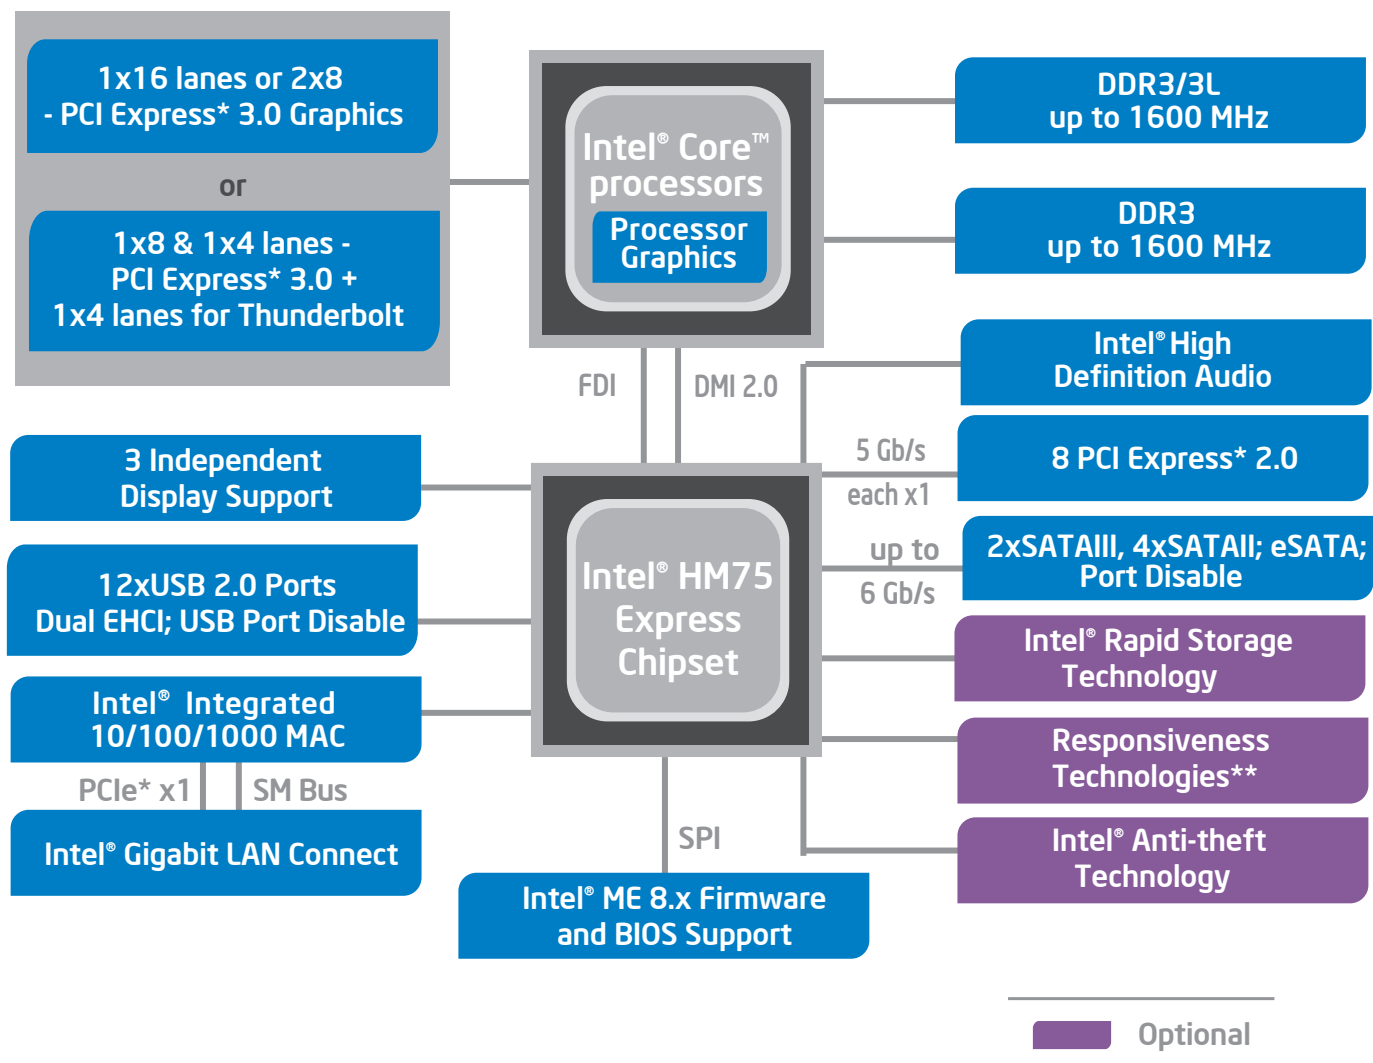 1x16 lanes or 2x8
- PCI Express* 3.0 Graphics
or
1x8 & 1x4 lanes -
PCI Express* 3.0 +
1x4 lanes for Thunderbolt
Intel® Core™
processors
Processor
Graphics
DDR3/3L
up to 1600 MHz
DDR3
up to 1600 MHz
FDI
DMI 2.0
Intel® High
Definition Audio
5 Gb/s
each x1
8 PCI Express* 2.0
3 Independent
Display Support
up to
6 Gb/s
2xSATAIII, 4xSATAII; eSATA;
Port Disable
12xUSB 2.0 Ports
Dual EHCI; USB Port Disable
Intel® HM75
Express
Chipset
Intel® Rapid Storage
Technology
Intel® Integrated
10/100/1000 MAC
Responsiveness
Technologies**
PCIe* x1
SM Bus
Intel® Gigabit LAN Connect
SPI
Intel® Anti-theft
Technology
Intel® ME 8.x Firmware
and BIOS Support
Optional